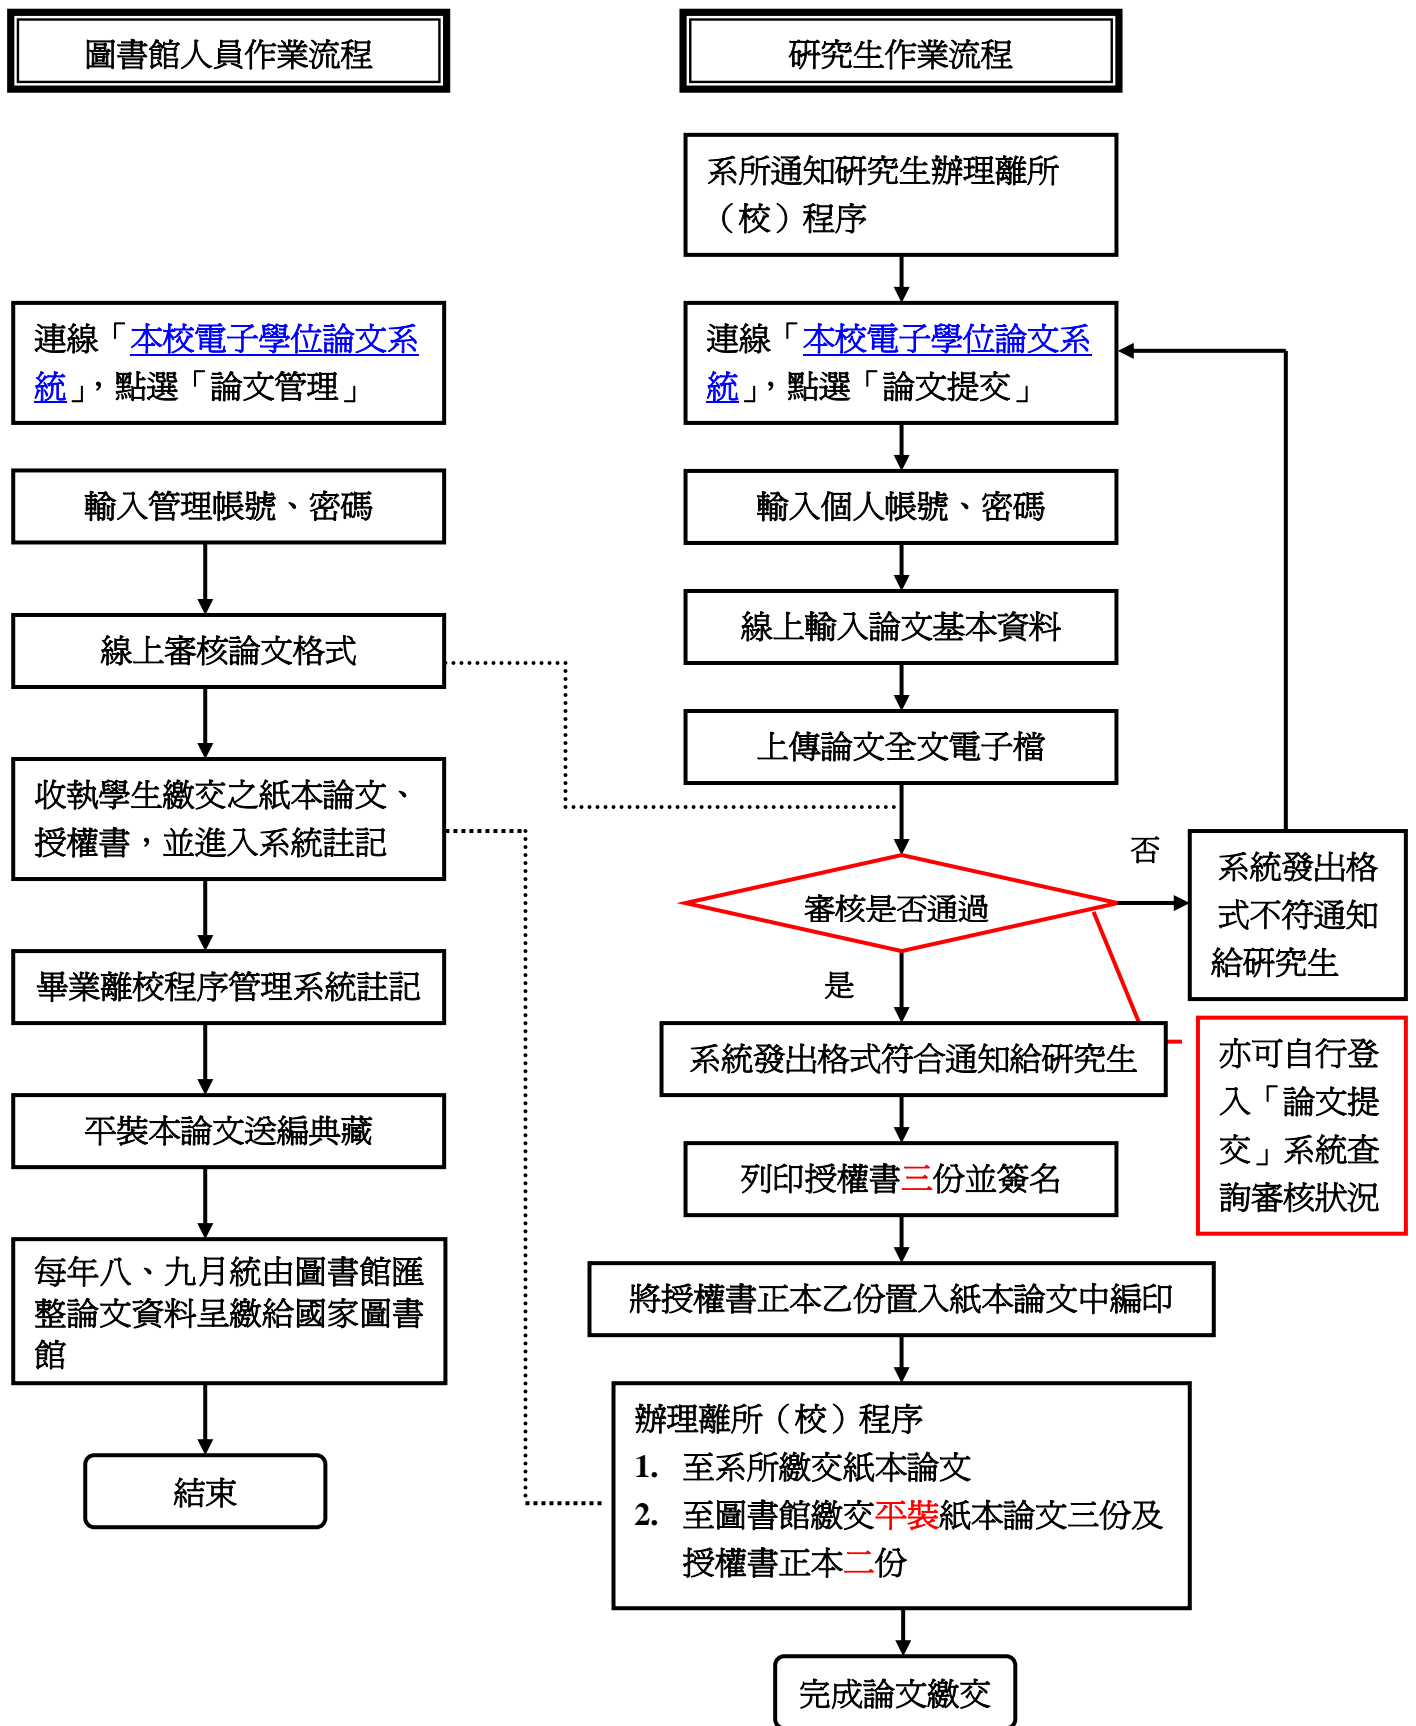 圖書館人員作業流程
研究生作業流程
系所通知研究生辦理離所
（校）程序
連線「本校電子學位論文系
統」，點選「論文管理」
連線「本校電子學位論文系
統」，點選「論文提交」
輸入管理帳號、密碼
輸入個人帳號、密碼
線上審核論文格式
線上輸入論文基本資料
上傳論文全文電子檔
收執學生繳交之紙本論文、
授權書，並進入系統註記
審核是否通過
否
系統發出格
式不符通知
給研究生
是
畢業離校程序管理系統註記
系統發出格式符合通知給研究生
亦可自行登
入「論文提
交」系統查
詢審核狀況
平裝本論文送編典藏
列印授權書三份並簽名
每年八、九月統由圖書館匯
整論文資料呈繳給國家圖書
館
將授權書正本乙份置入紙本論文中編印
辦理離所（校）程序
1. 至系所繳交紙本論文
2. 至圖書館繳交平裝紙本論文三份及
授權書正本二份
結束
完成論文繳交